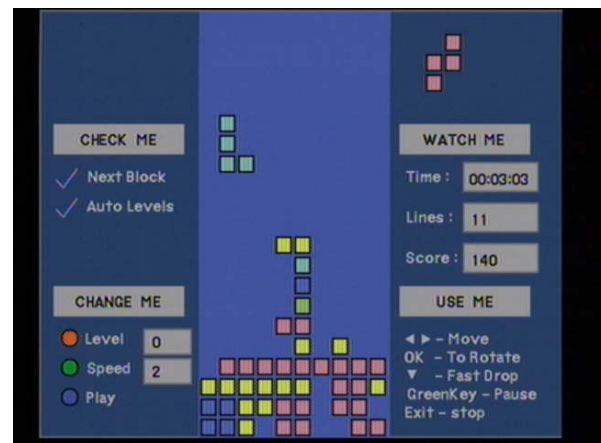 CHECK ME
Next Block
Auto Levels
CHANGE ME
Level 0
Speed 2
Play
WATCH ME
Time : 00:03:03
Lines : 11
Score : 140
USE ME
◄ ► - Move
OK - To Rotate
▼ - Fast Drop
GreenKey - Pause
Exit - stop